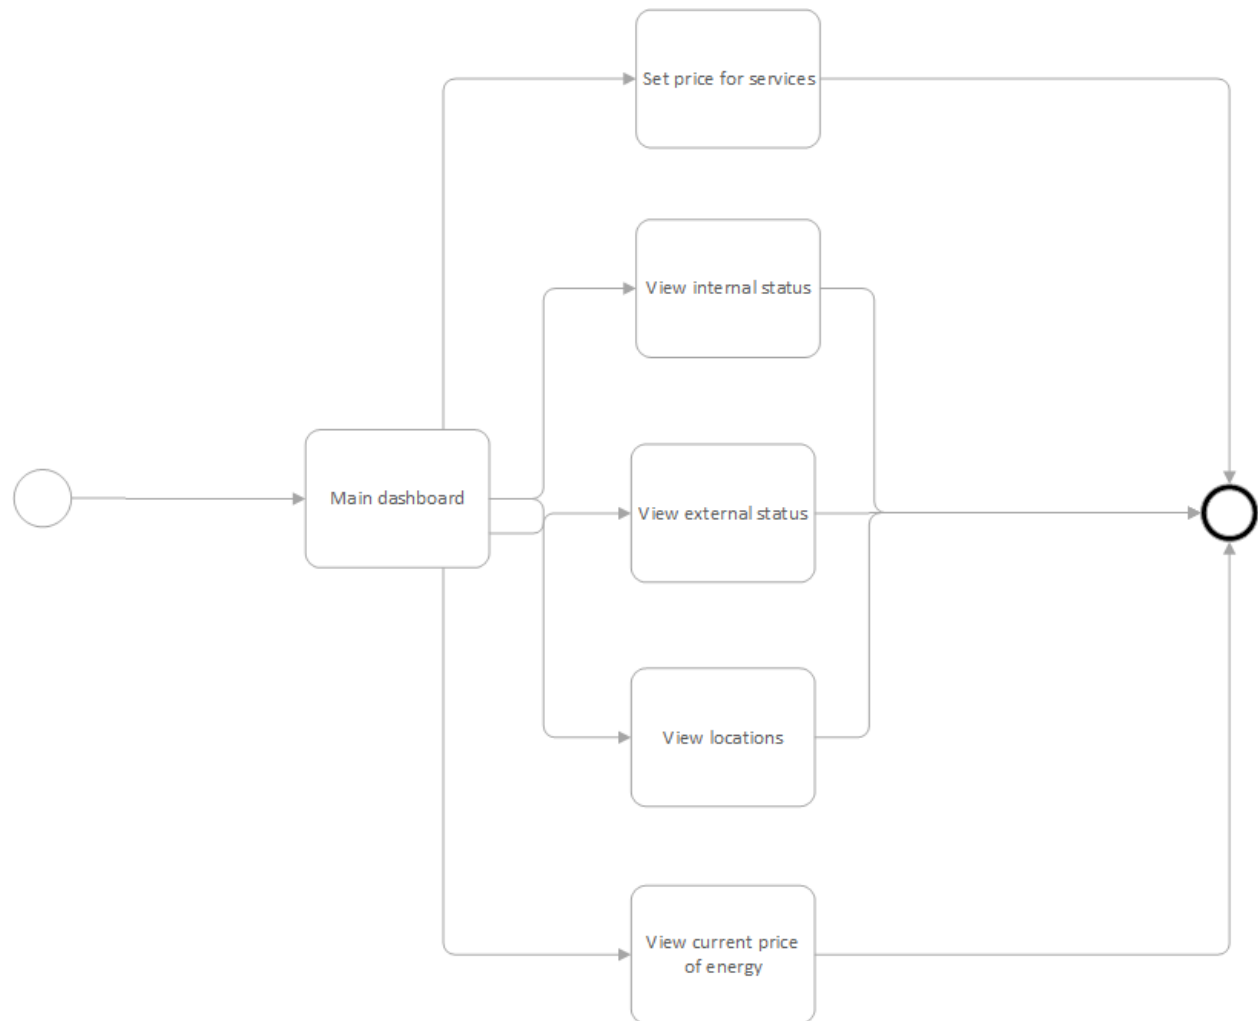 Set price for services
View internal status
Main dashboard
View external status
View locations
View current price
of energy